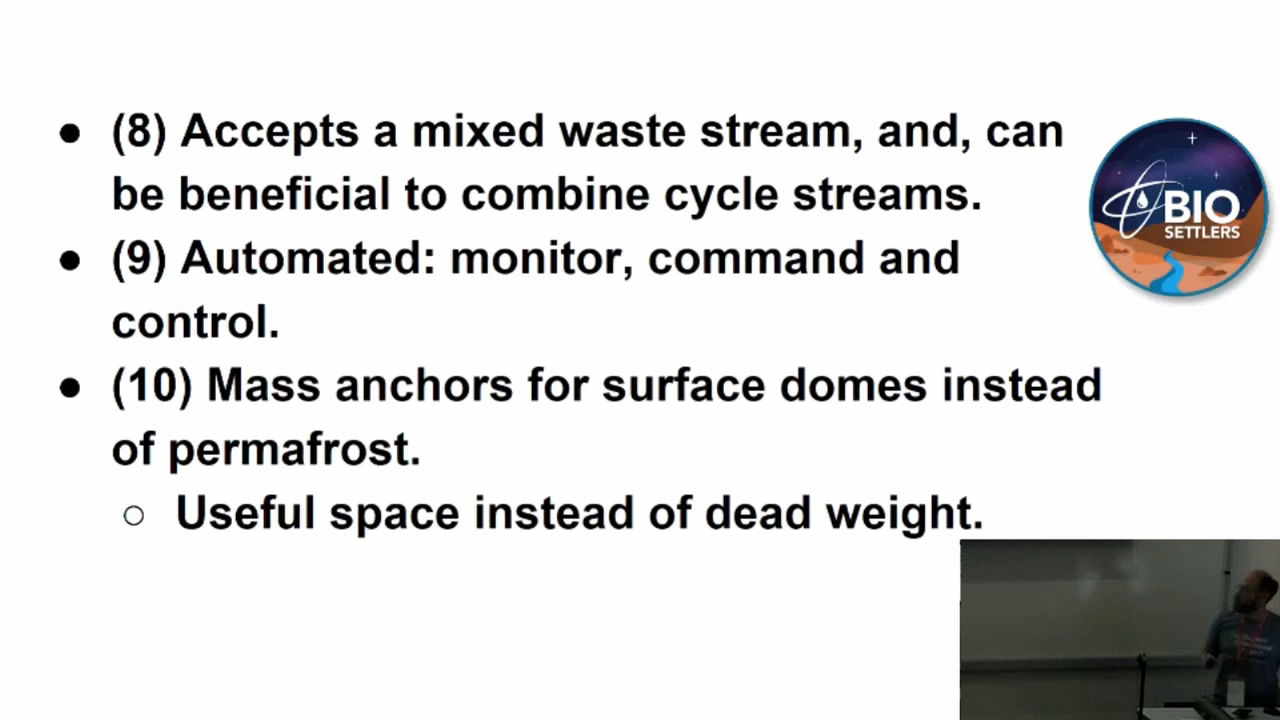 ● (8) Accepts a mixed waste stream, and, can
be beneficial to combine cycle streams.
● (9) Automated: monitor, command and
control.
● (10) Mass anchors for surface domes instead
of permafrost.
○ Useful space instead of dead weight.
BIO
SETTLERS